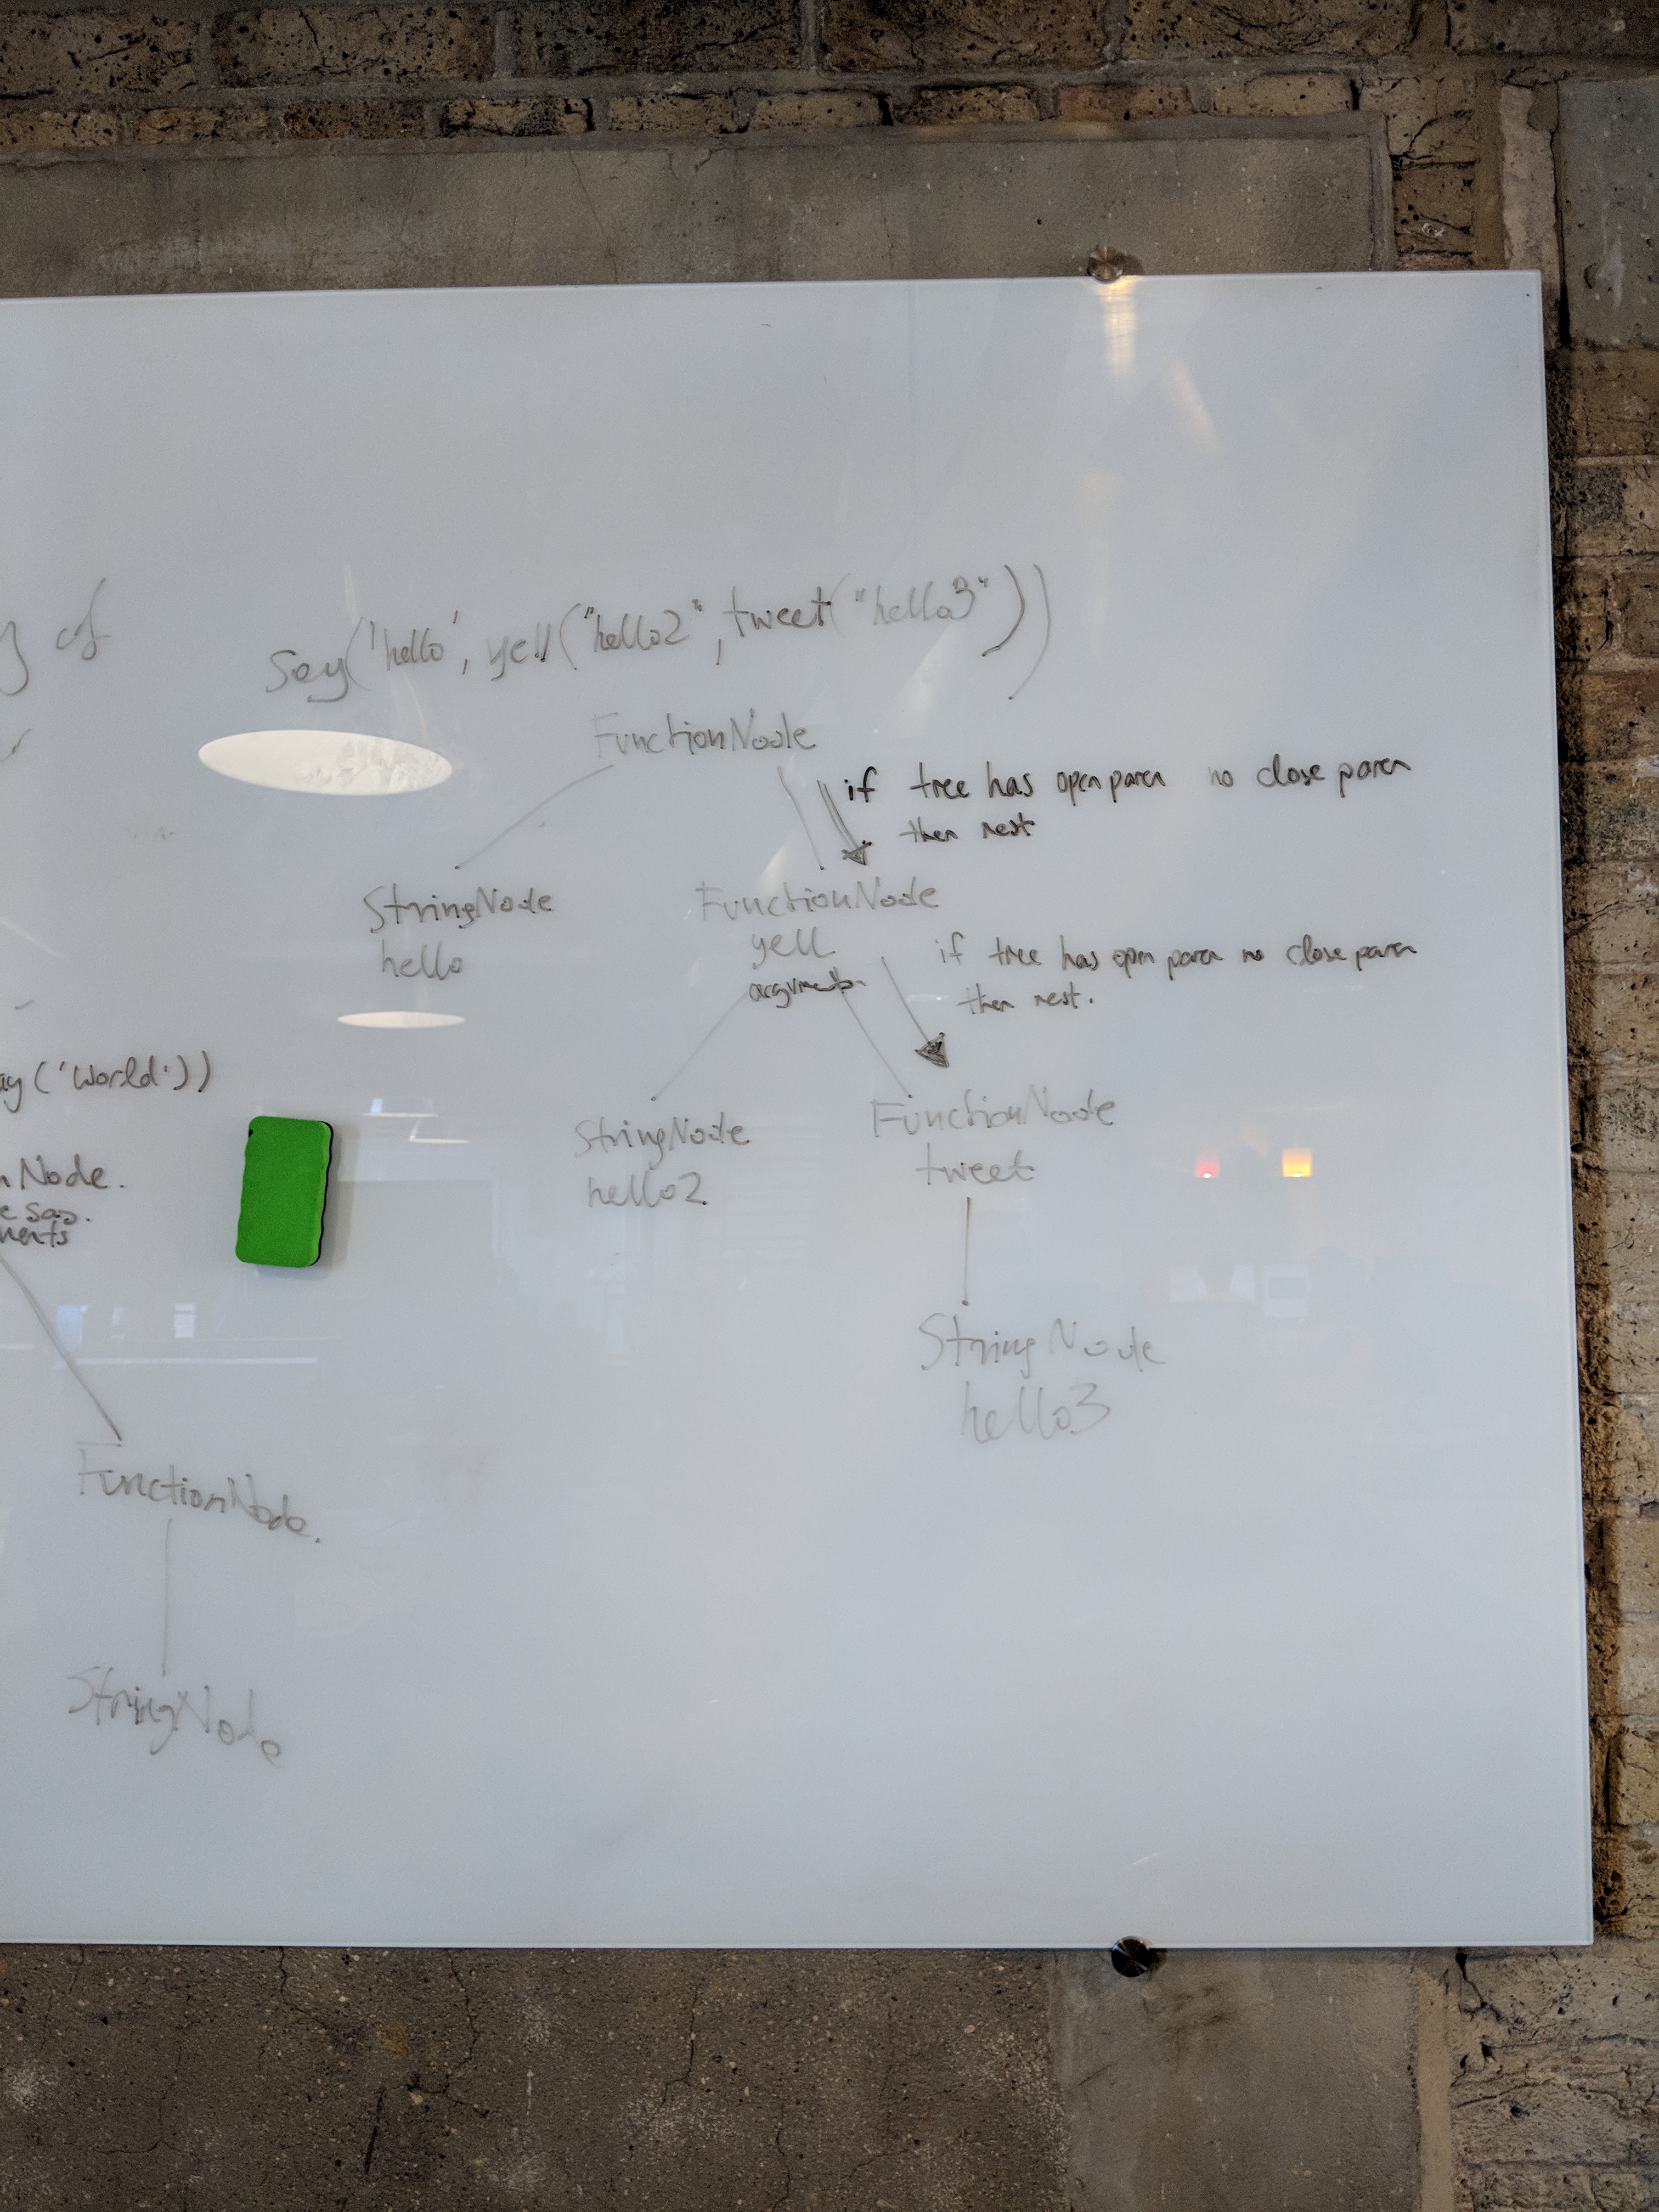 of
Say('hello', yell("hello2", tweet("hello3"))
FunctionNode
if tree has open paren no close paren
then nest
StringNode
hello
FunctionNode
yell
arguments
if tree has open paren no close paren
then nest.
ay('World'))
StringNode
hello2
FunctionNode
tweet
n Node.
e say.
ments
StringNode
hello3
FunctionNode.
StringNode